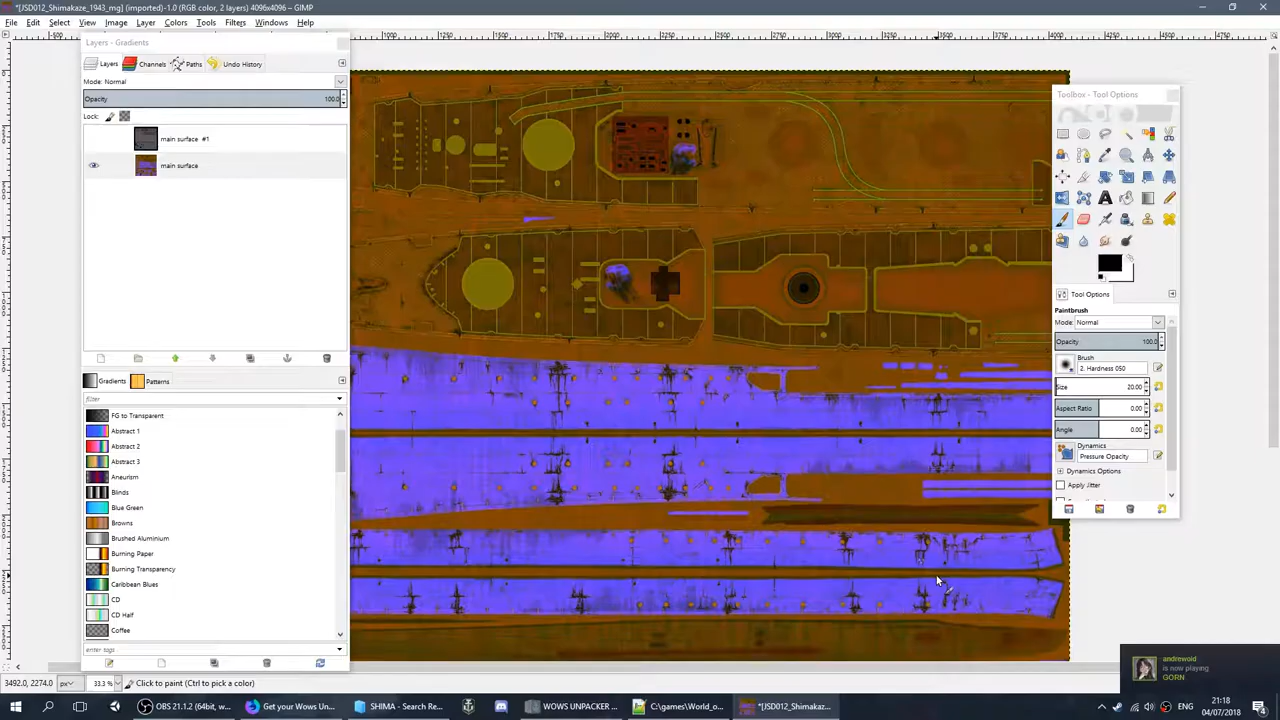 *[JSD012_Shimakaze_1943_mg] (imported)-1.0 (RGB color, 2 layers) 4096x4096 – GIMP
File Edit Select View Image Layer Colors Tools Filters Windows Help
Layers - Gradients
Layers Channels Paths Undo History
Mode: Normal
Opacity 100.0
Lock:
main surface #1
main surface
Gradients Patterns
filter
FG to Transparent
Abstract 1
Abstract 2
Abstract 3
Aneurism
Blinds
Blue Green
Browns
Brushed Aluminium
Burning Paper
Burning Transparency
Caribbean Blues
CD
CD Half
Coffee
enter tags
Toolbox - Tool Options
Tool Options
Paintbrush
Mode: Normal
Opacity 100.0
Brush
2. Hardness 050
Size 20.00
Aspect Ratio 0.00
Angle 0.00
Dynamics
Pressure Opacity
Dynamics Options
Apply Jitter
andrewoid
is now playing
GORN
3492.0, 2274.0 px 33.3 % Click to paint (Ctrl to pick a color)
OBS 21.1.2 (64bit, w... Get your Wows Un... SHIMA - Search Re... WOWS UNPACKER ... C:\games\World_o... *[JSD012_Shimakaz...
ENG
21:18
04/07/2018